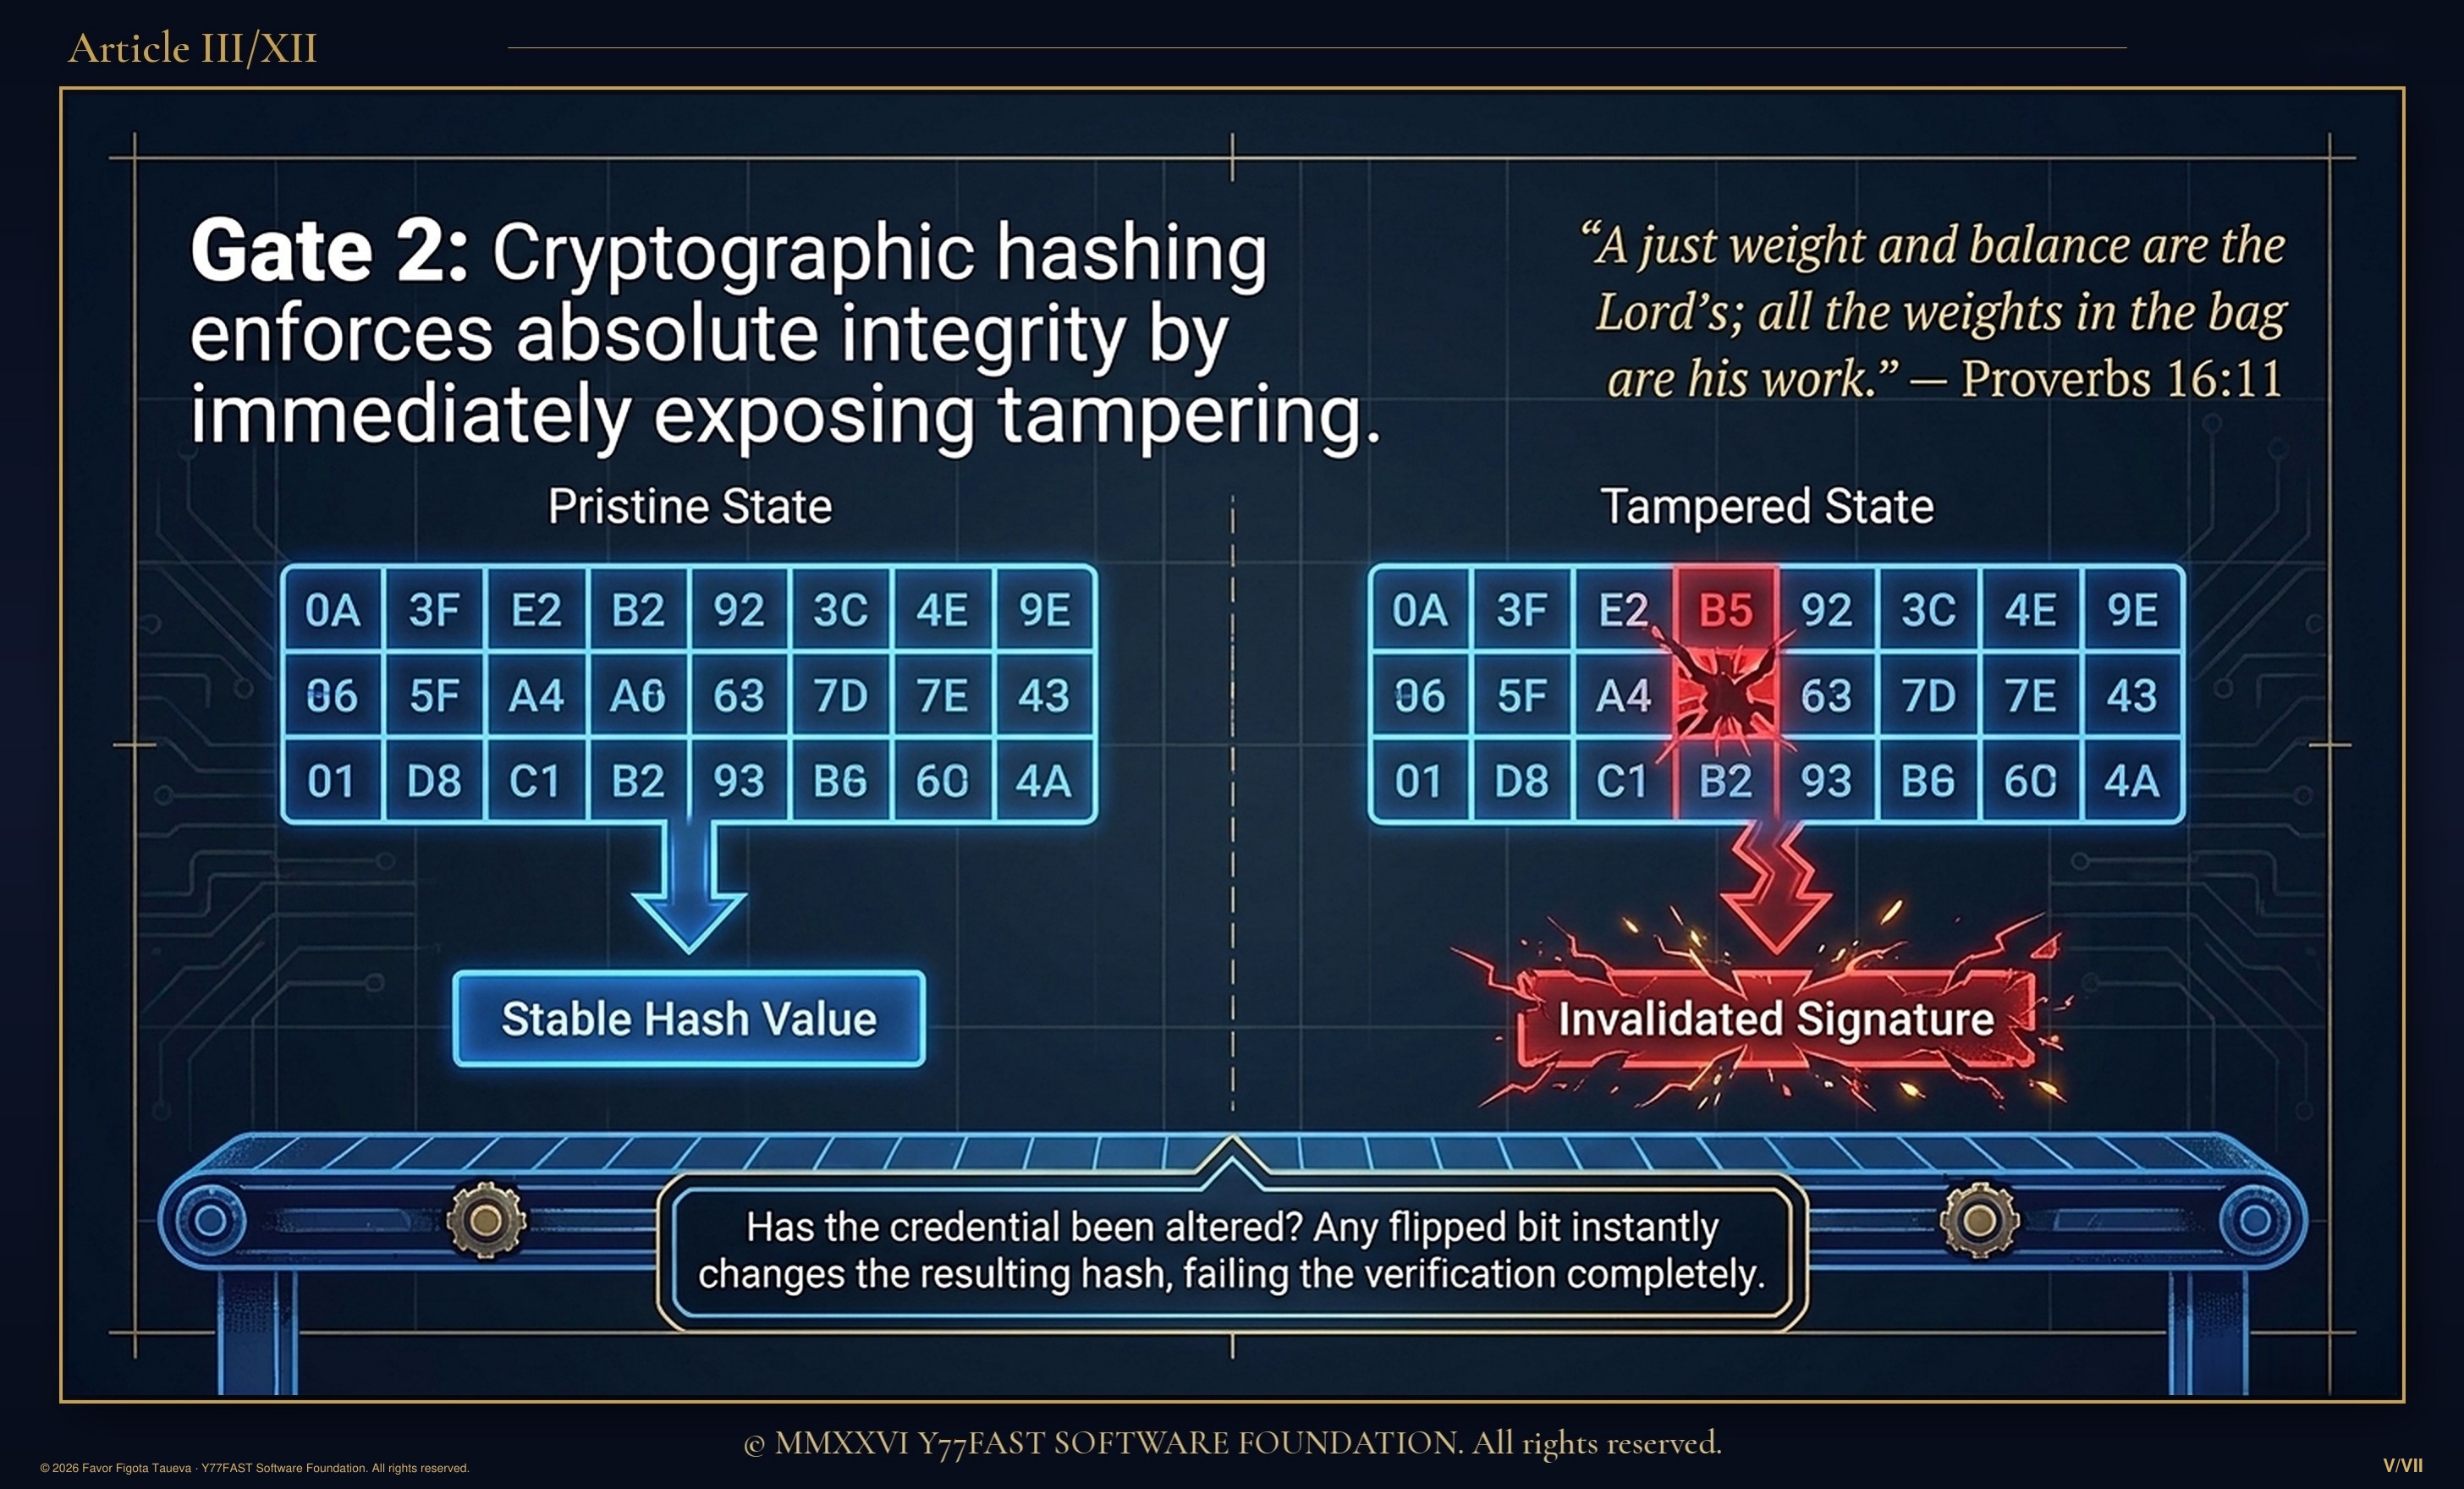 Article III/XII
Gate 2: Cryptographic hashing
enforces absolute integrity by
immediately exposing tampering.
“A just weight and balance are the
Lord’s; all the weights in the bag
are his work.” — Proverbs 16:11
Pristine State
0A 3F E2 B2 92 3C 4E 9E
5F A4 63 7D 7E 43
01 D8 C1 B2 93 B6 60 4A
Stable Hash Value
Tampered State
0A 3F E2 B5 92 3C 4E 9E
5F A4 63 7D 7E 43
01 D8 C1 B2 93 B6 60 4A
Invalidated Signature
Has the credential been altered? Any flipped bit instantly
changes the resulting hash, failing the verification completely.
© MMXXVI Y77FAST SOFTWARE FOUNDATION. All rights reserved.
© 2026 Favor Figota Taueva · Y77FAST Software Foundation. All rights reserved.
V/VII